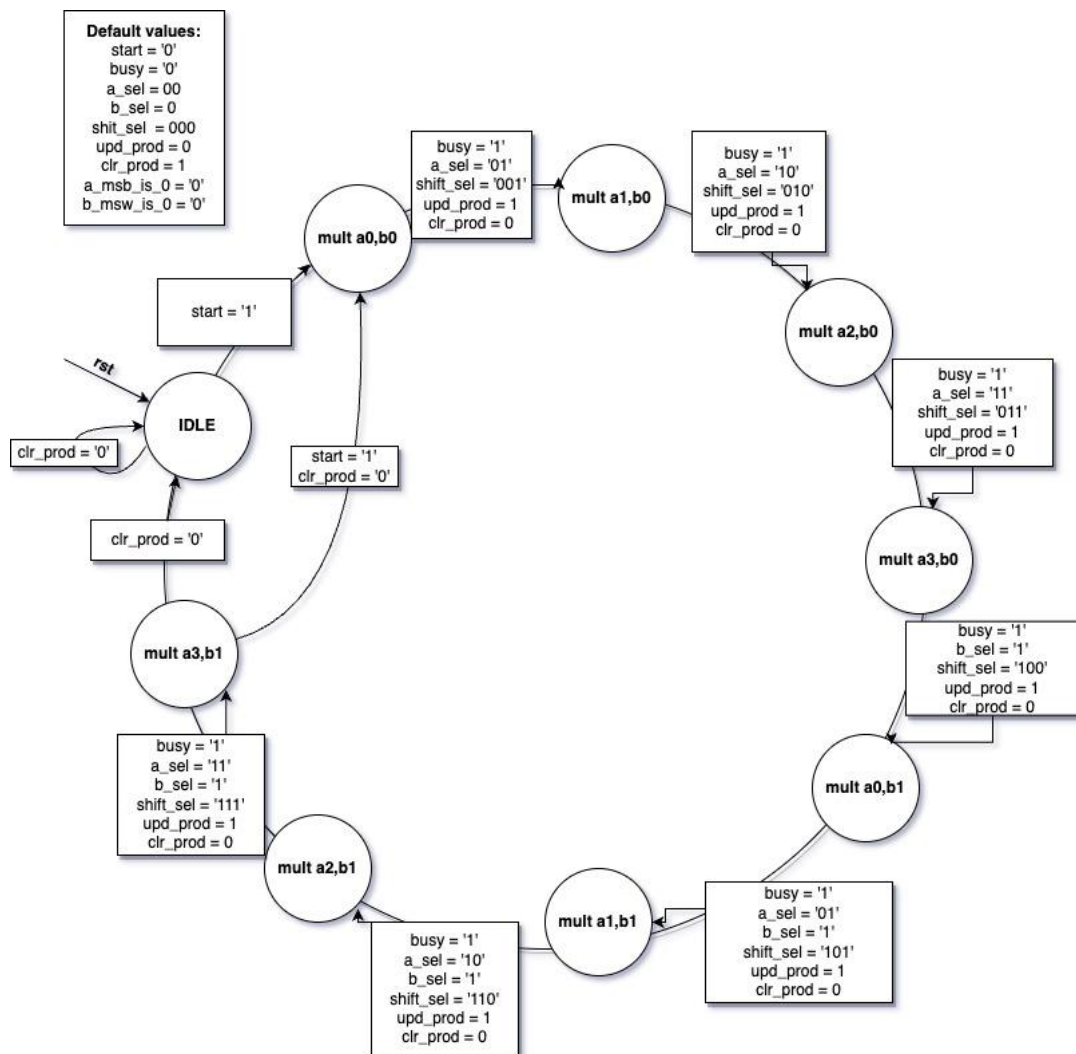 Default values:
start = '0'
busy = '0'
a_sel = 00
b_sel = 0
shit_sel = 000
upd_prod = 0
clr_prod = 1
a_msb_is_0 = '0'
b_msw_is_0 = '0'
mult a0,b0
busy = '1'
a_sel = '01'
shift_sel = '001'
upd_prod = 1
clr_prod = 0
mult a1,b0
busy = '1'
a_sel = '10'
shift_sel = '010'
upd_prod = 1
clr_prod = 0
mult a2,b0
busy = '1'
a_sel = '11'
shift_sel = '011'
upd_prod = 1
clr_prod = 0
mult a3,b0
busy = '1'
b_sel = '1'
shift_sel = '100'
upd_prod = 1
clr_prod = 0
mult a0,b1
busy = '1'
a_sel = '01'
b_sel = '1'
shift_sel = '101'
upd_prod = 1
clr_prod = 0
mult a1,b1
busy = '1'
a_sel = '10'
b_sel = '1'
shift_sel = '110'
upd_prod = 1
clr_prod = 0
mult a2,b1
busy = '1'
a_sel = '11'
b_sel = '1'
shift_sel = '111'
upd_prod = 1
clr_prod = 0
mult a3,b1
clr_prod = '0'
start = '1'
clr_prod = '0'
IDLE
rst
clr_prod = '0'
start = '1'